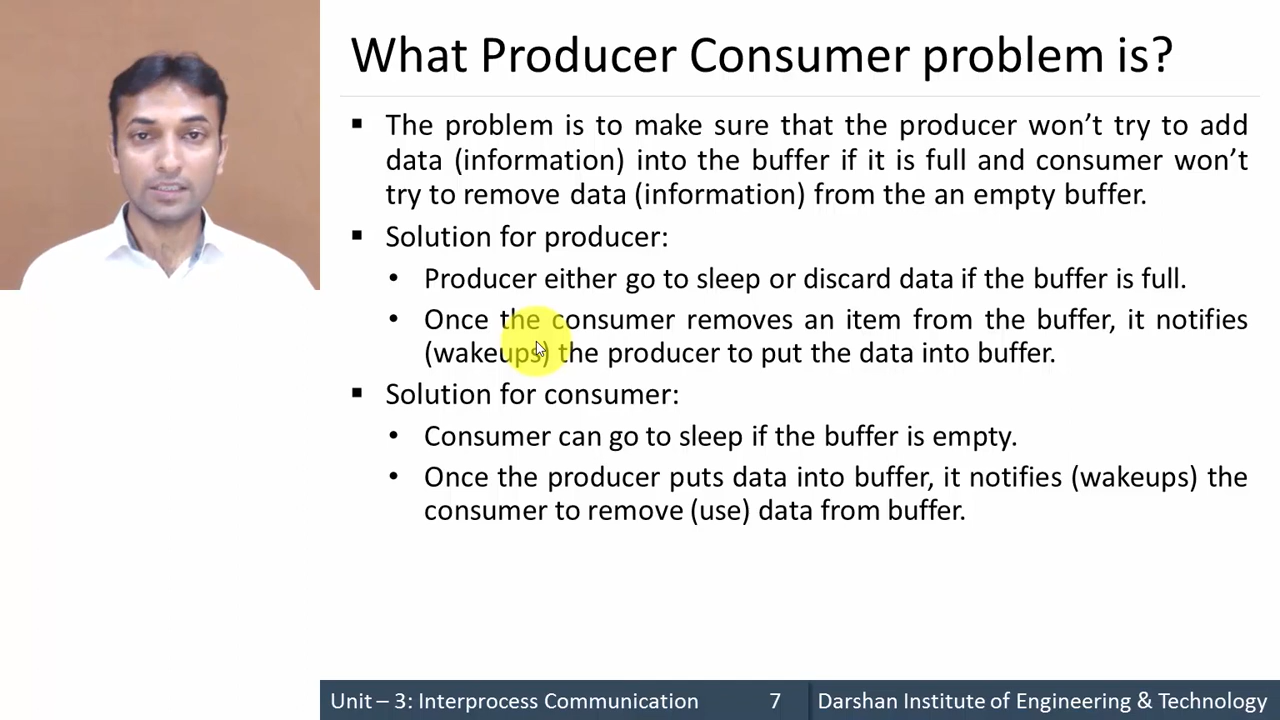 What Producer Consumer problem is?
▪ The problem is to make sure that the producer won't try to add
data (information) into the buffer if it is full and consumer won't
try to remove data (information) from the an empty buffer.
▪ Solution for producer:
• Producer either go to sleep or discard data if the buffer is full.
• Once the consumer removes an item from the buffer, it notifies
(wakeups) the producer to put the data into buffer.
▪ Solution for consumer:
• Consumer can go to sleep if the buffer is empty.
• Once the producer puts data into buffer, it notifies (wakeups) the
consumer to remove (use) data from buffer.
Unit – 3: Interprocess Communication 7 Darshan Institute of Engineering & Technology